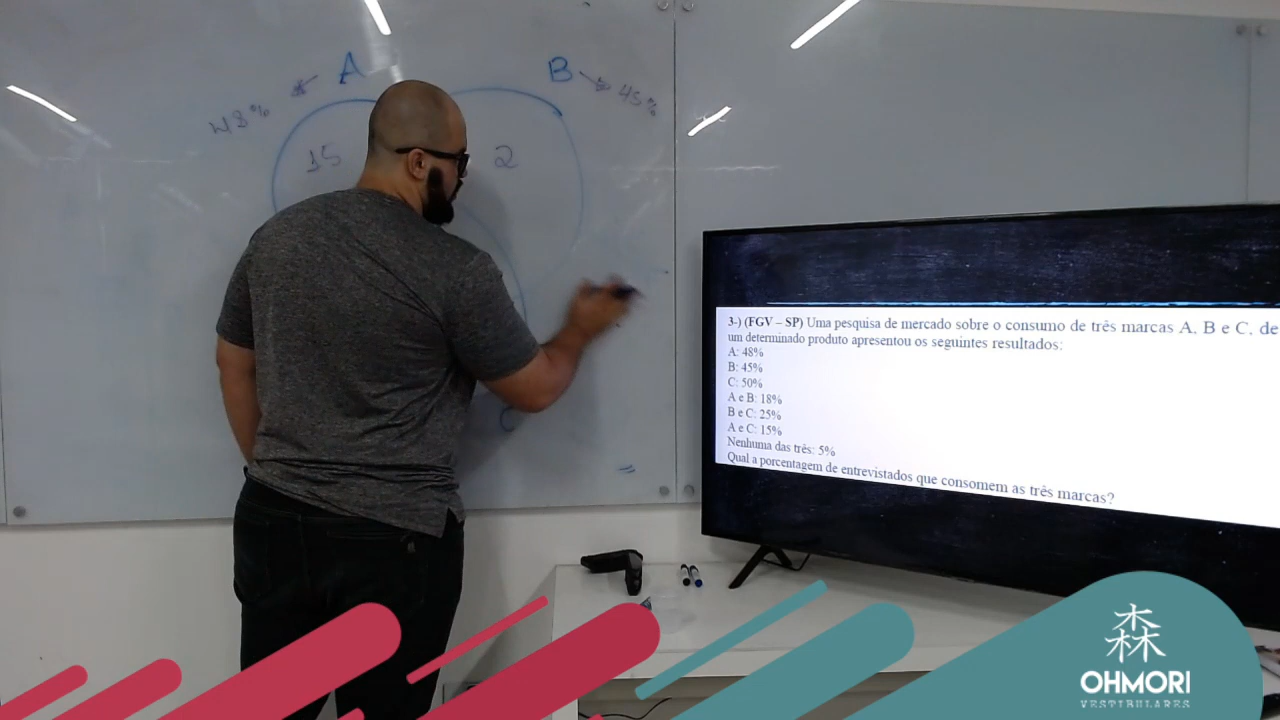 A
B
48%
45%
15
2
3-) (FGV – SP) Uma pesquisa de mercado sobre o consumo de três marcas A, B e C, de
um determinado produto apresentou os seguintes resultados:
A: 48%
B: 45%
C: 50%
A e B: 18%
B e C: 25%
A e C: 15%
Nenhuma das três: 5%
Qual a porcentagem de entrevistados que consomem as três marcas?
森
OHMORI
VESTIBULARES